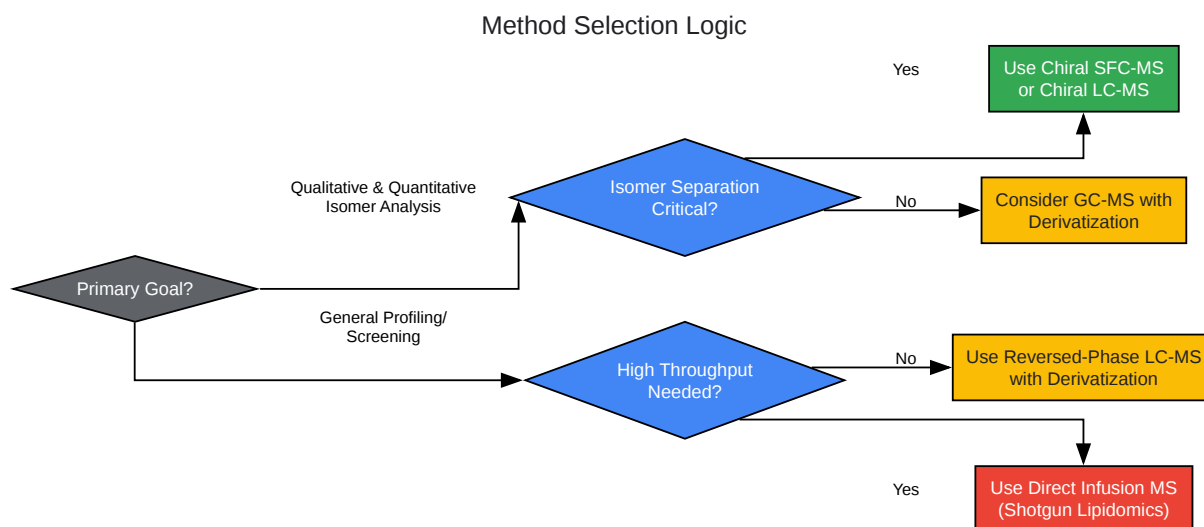 Method Selection Logic
Yes
Use Chiral SFC-MS
or Chiral LC-MS
Qualitative & Quantitative
Isomer Analysis
Isomer Separation
Critical?
No
Consider GC-MS with
Derivatization
Primary Goal?
General Profiling/
Screening
High Throughput
Needed?
No
Use Reversed-Phase LC-MS
with Derivatization
Yes
Use Direct Infusion MS
(Shotgun Lipidomics)